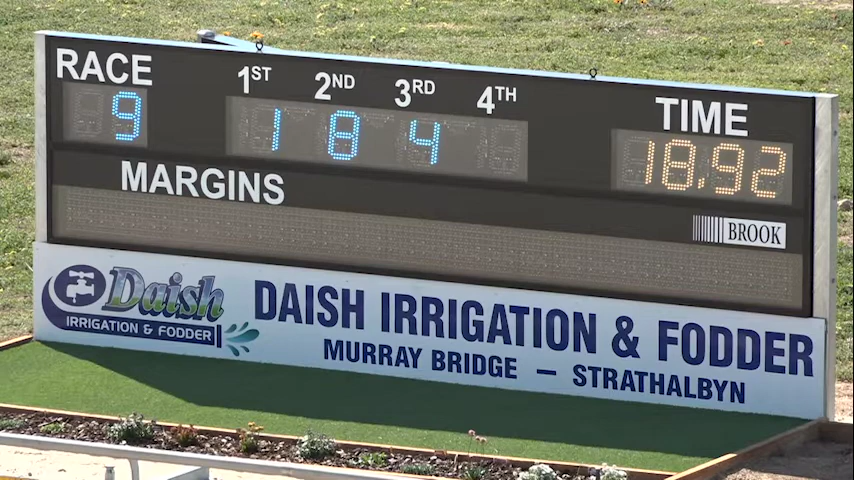 RACE 1ST 2ND 3RD 4TH TIME
9 1 8 4 18.92
MARGINS
BROOK
Daish
IRRIGATION & FODDER
DAISH IRRIGATION & FODDER
MURRAY BRIDGE – STRATHALBYN